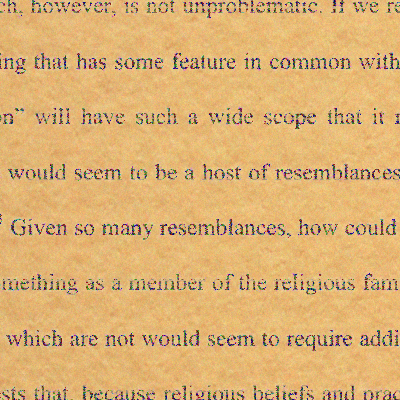 ch, however, is not unproblematic. If we re
ing that has some feature in common with
on” will have such a wide scope that it
would seem to be a host of resemblances
Given so many resemblances, how could
mething as a member of the religious fam
which are not would seem to require addi
sts that, because religious beliefs and prac